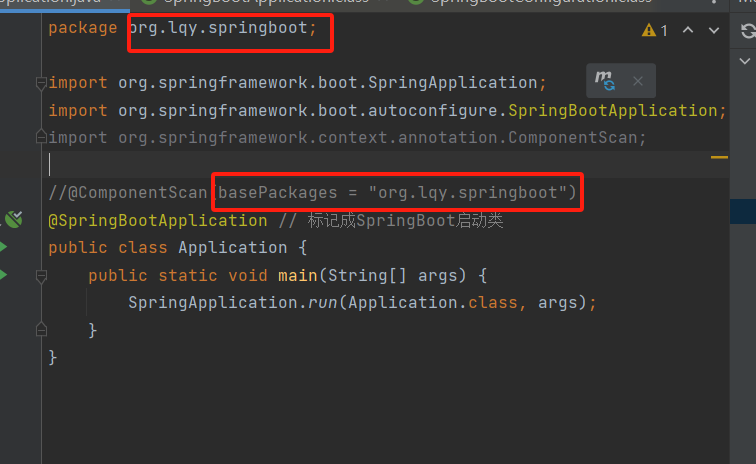 package org.lqy.springboot;
1
import org.springframework.boot.SpringApplication;
import org.springframework.boot.autoconfigure.SpringBootApplication;
import org.springframework.context.annotation.ComponentScan;
//@ComponentScan(basePackages = "org.lqy.springboot")
@SpringBootApplication // 标记成SpringBoot启动类
public class Application {
public static void main(String[] args) {
SpringApplication.run(Application.class, args);
}
}